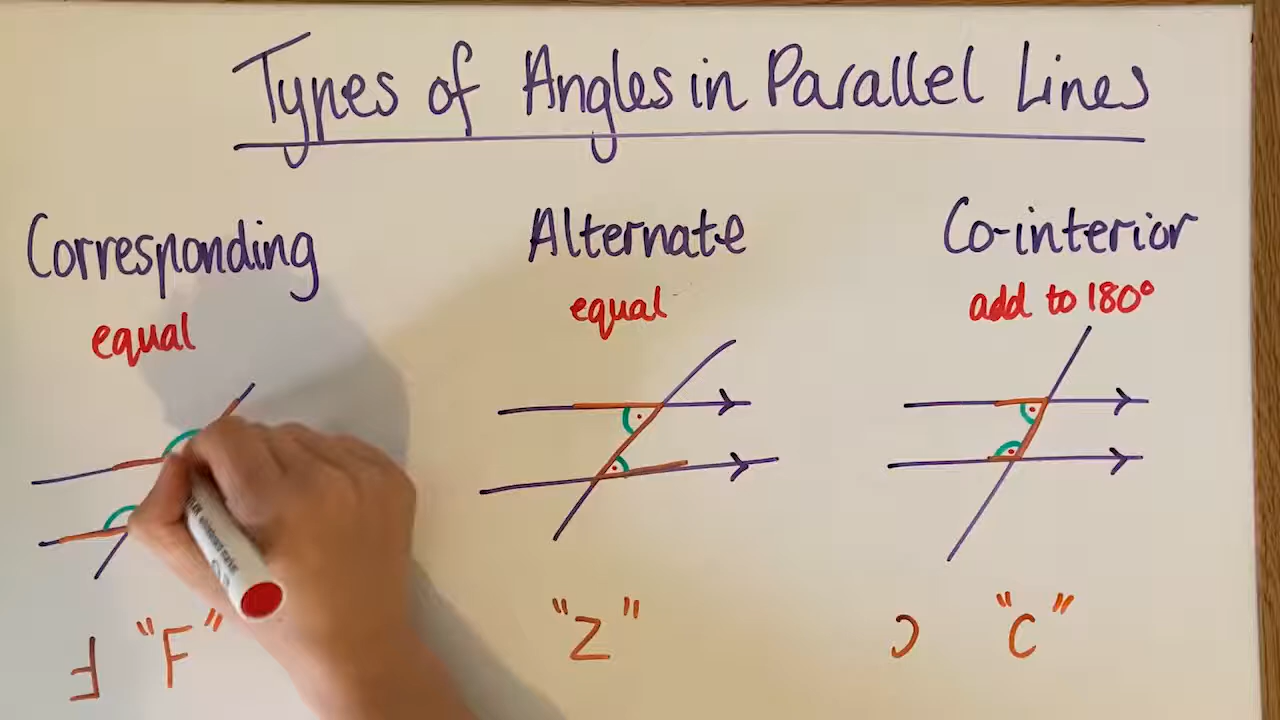 Types of Angles in Parallel Lines
Corresponding
equal
"F"
Alternate
equal
"Z"
Co-interior
add to 180°
"C"